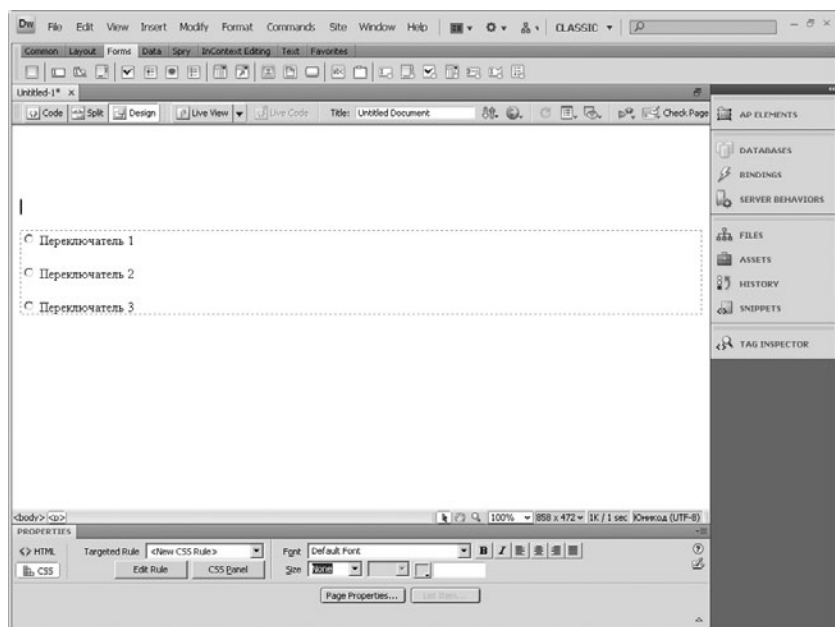 Dw File Edit View Insert Modify Format Commands Site Window Help CLASSIC
Common Layout Forms Data Spry InContext Editing Text Favorites
Untitled-1* x
Code Split Design Live View Live Code Title: Untitled Document Check Page
AP ELEMENTS
DATABASES
BINDINGS
SERVER BEHAVIORS
FILES
ASSETS
HISTORY
SNIPPETS
TAG INSPECTOR
Переключатель 1
Переключатель 2
Переключатель 3
<body> <p> 100% 858 x 472 1K / 1 sec Юникод (UTF-8)
PROPERTIES
<> HTML Targeted Rule <New CSS Rule> Font Default Font B I
CSS Edit Rule CSS Panel Size None
Page Properties... List Item...